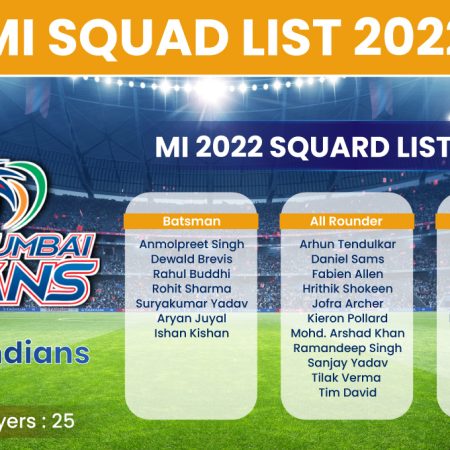 MI SQUAD LIST 2022
MI 2022 SQUARD LIST
UMBAI
ANS
ndians
yers : 25
Batsman
Anmolpreet Singh
Dewald Brevis
Rahul Buddhi
Rohit Sharma
Suryakumar Yadav
Aryan Juyal
Ishan Kishan
All Rounder
Arhun Tendulkar
Daniel Sams
Fabien Allen
Hrithik Shokeen
Jofra Archer
Kieron Pollard
Mohd. Arshad Khan
Ramandeep Singh
Sanjay Yadav
Tilak Verma
Tim David